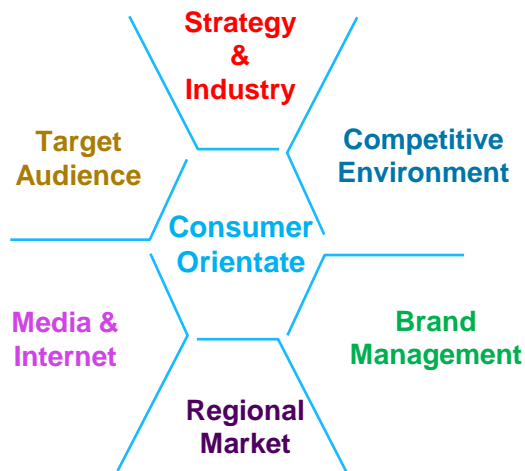 Strategy
&
Industry
Target
Audience
Competitive
Environment
Consumer
Orientate
Media &
Internet
Brand
Management
Regional
Market